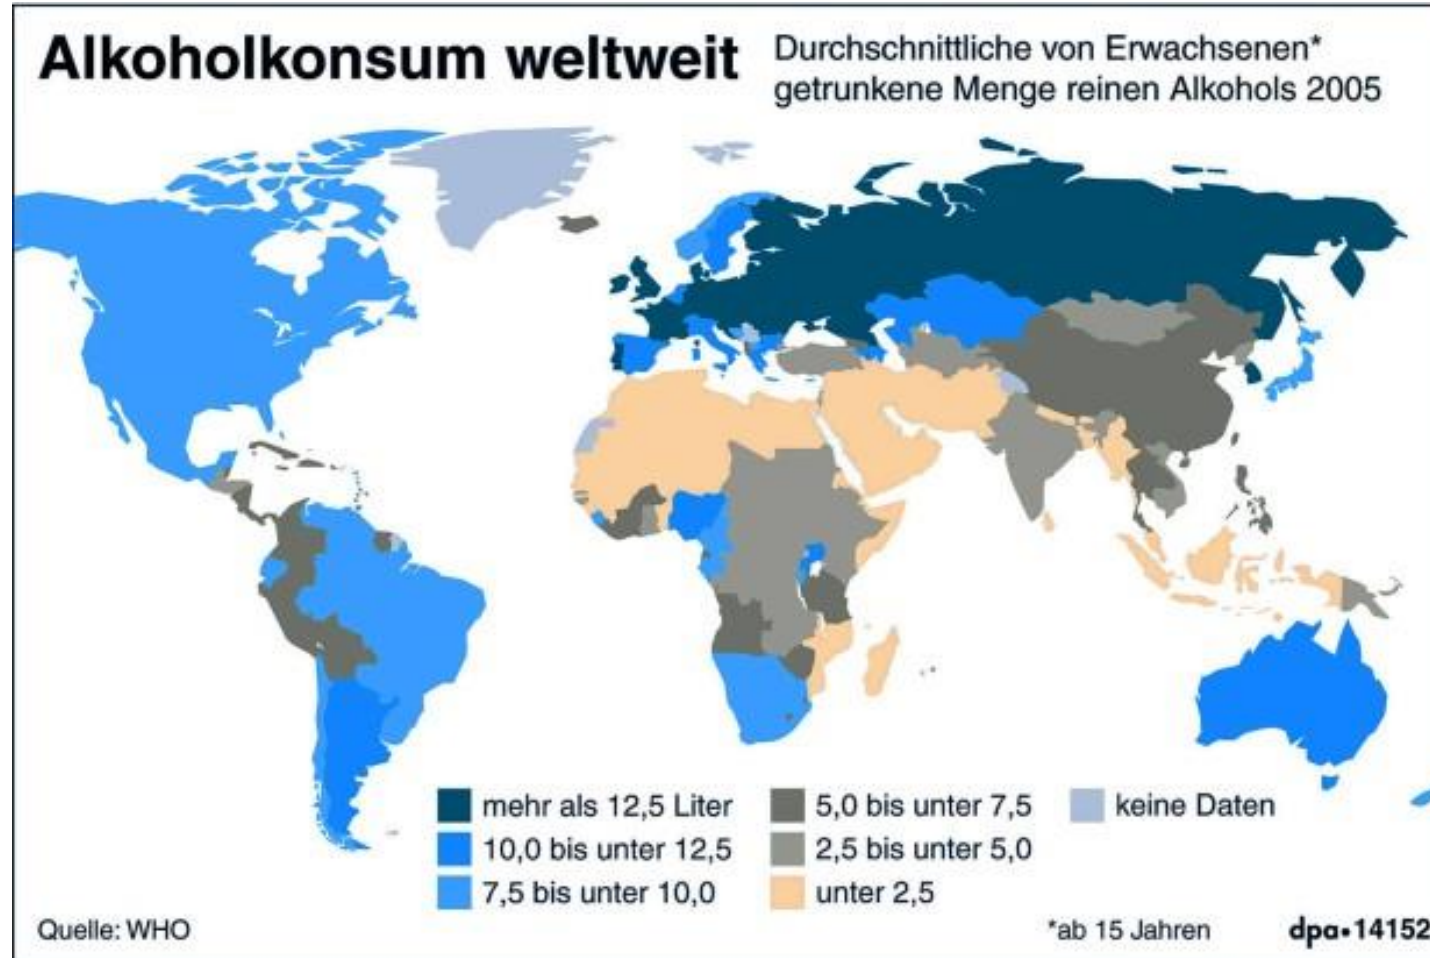 Alkoholkonsum weltweit
Durchschnittliche von Erwachsenen*
getrunkene Menge reinen Alkohols 2005
mehr als 12,5 Liter
10,0 bis unter 12,5
7,5 bis unter 10,0
5,0 bis unter 7,5
2,5 bis unter 5,0
unter 2,5
keine Daten
Quelle: WHO
*ab 15 Jahren
dpa•14152